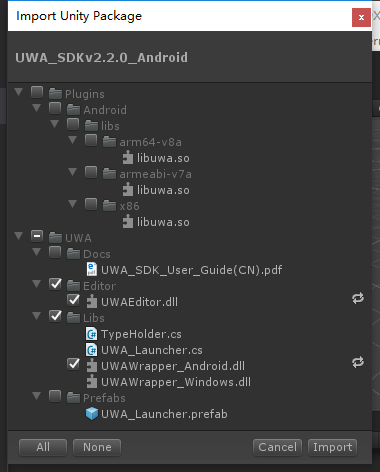 Import Unity Package
x
UWA_SDKv2.2.0_Android
Plugins
Android
libs
arm64-v8a
libuwa.so
armeabi-v7a
libuwa.so
x86
libuwa.so
UWA
Docs
UWA_SDK_User_Guide(CN).pdf
Editor
UWAEditor.dll
Libs
TypeHolder.cs
UWA_Launcher.cs
UWAWrapper_Android.dll
UWAWrapper_Windows.dll
Prefabs
UWA_Launcher.prefab
All None Cancel Import